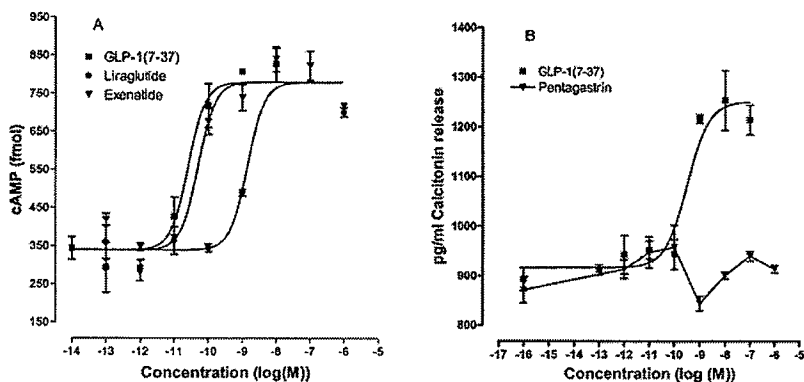 A
GLP-1(7-37)
Liraglutide
Exenatide
cAMP (fmol)
950
850
750
650
550
450
350
250
150
-14 -13 -12 -11 -10 -9 -8 -7 -6 -5
Concentration (log(M))
B
GLP-1(7-37)
Pentagastrin
pg/ml Calcitonin release
1400
1300
1200
1100
1000
900
800
-17 -16 -15 -14 -13 -12 -11 -10 -9 -8 -7 -6 -5
Concentration (log (M)